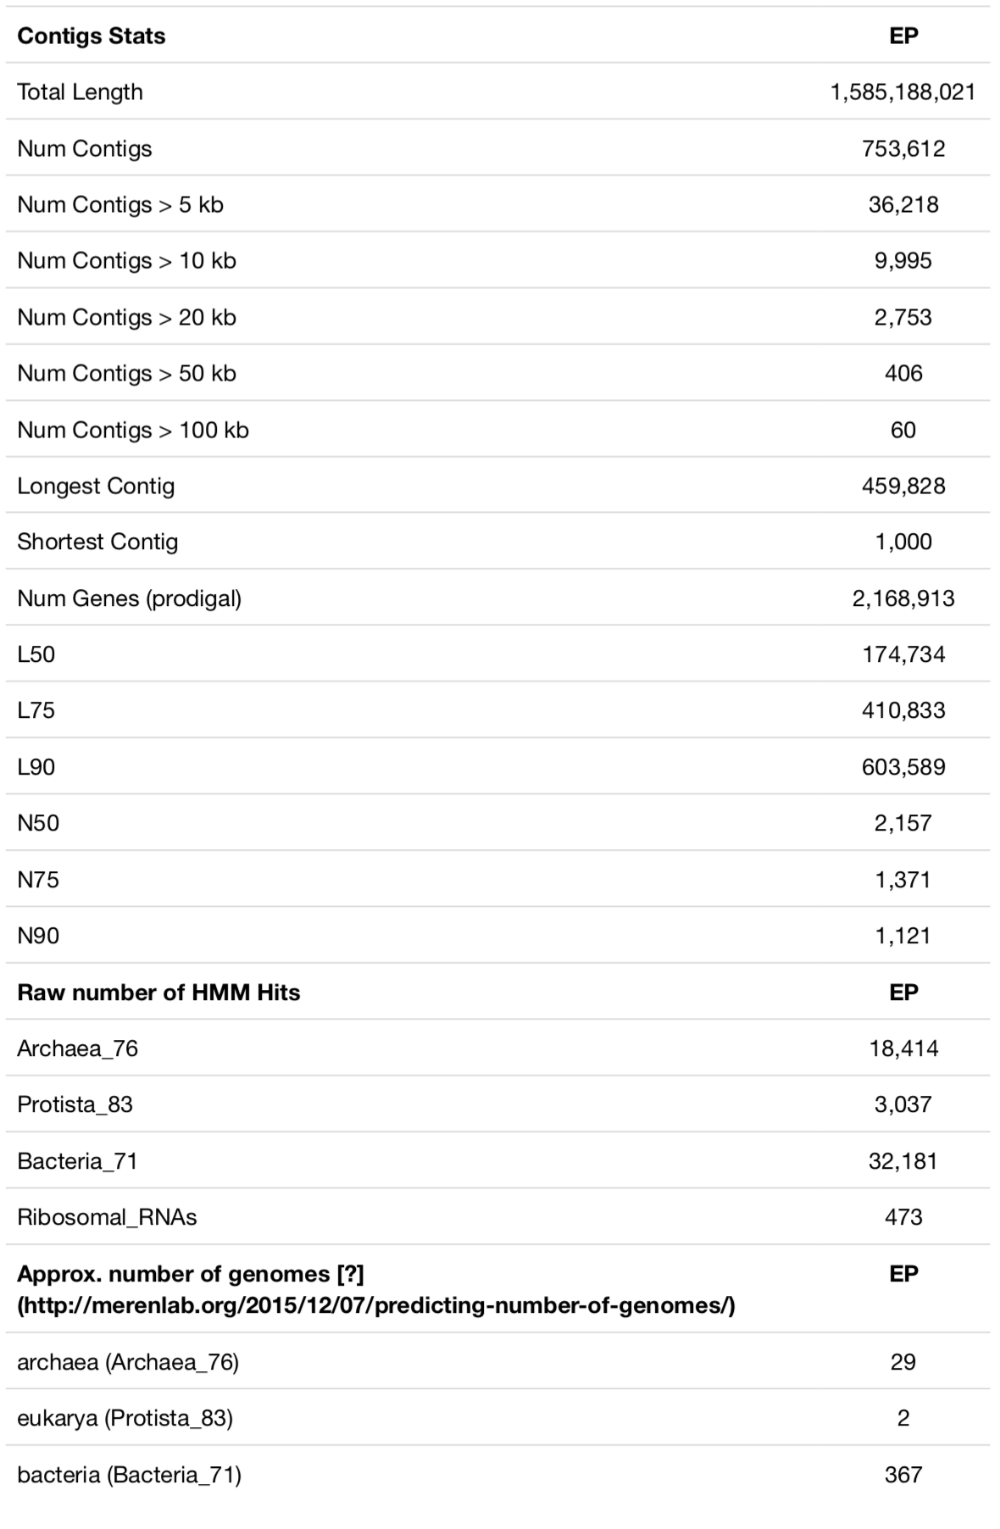 Contigs Stats EP
Total Length 1,585,188,021
Num Contigs 753,612
Num Contigs > 5 kb 36,218
Num Contigs > 10 kb 9,995
Num Contigs > 20 kb 2,753
Num Contigs > 50 kb 406
Num Contigs > 100 kb 60
Longest Contig 459,828
Shortest Contig 1,000
Num Genes (prodigal) 2,168,913
L50 174,734
L75 410,833
L90 603,589
N50 2,157
N75 1,371
N90 1,121
Raw number of HMM Hits EP
Archaea_76 18,414
Protista_83 3,037
Bacteria_71 32,181
Ribosomal_RNAs 473
Approx. number of genomes [?] EP
(http://merenlab.org/2015/12/07/predicting-number-of-genomes/)
archaea (Archaea_76) 29
eukarya (Protista_83) 2
bacteria (Bacteria_71) 367